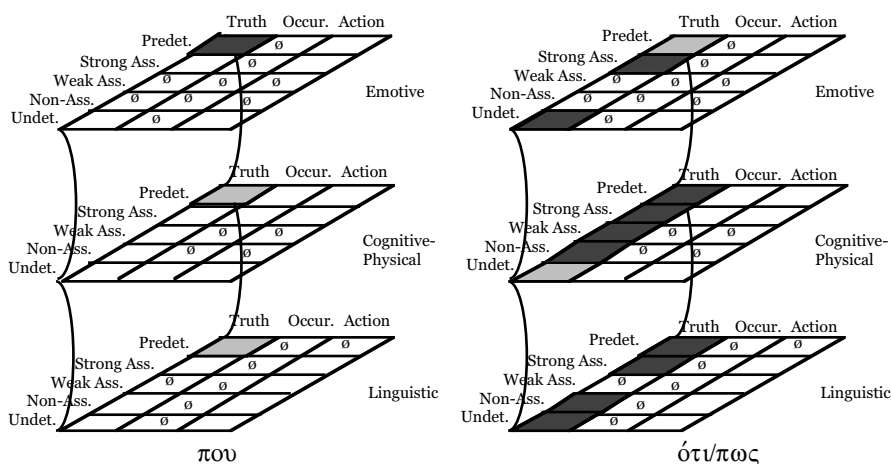 Truth Occur. Action
Predet. ø
Strong Ass. ø
Weak Ass. ø ø ø
Non-Ass. ø ø ø
Undet. ø
Emotive
Truth Occur. Action
Predet.
Strong Ass.
Weak Ass. ø ø
Non-Ass. ø ø
Undet.
Cognitive-
Physical
Truth Occur. Action
Predet. ø ø
Strong Ass. ø ø
Weak Ass. ø ø
Non-Ass. ø
Undet. ø
Linguistic
που
Truth Occur. Action
Predet. ø
Strong Ass. ø
Weak Ass. ø ø ø
Non-Ass. ø ø ø
Undet.
Emotive
Truth Occur. Action
Predet.
Strong Ass.
Weak Ass. ø ø
Non-Ass. ø ø
Undet.
Cognitive-
Physical
Truth Occur. Action
Predet. ø ø
Strong Ass. ø ø
Weak Ass. ø ø
Non-Ass. ø
Undet. ø
Linguistic
ότι/πως